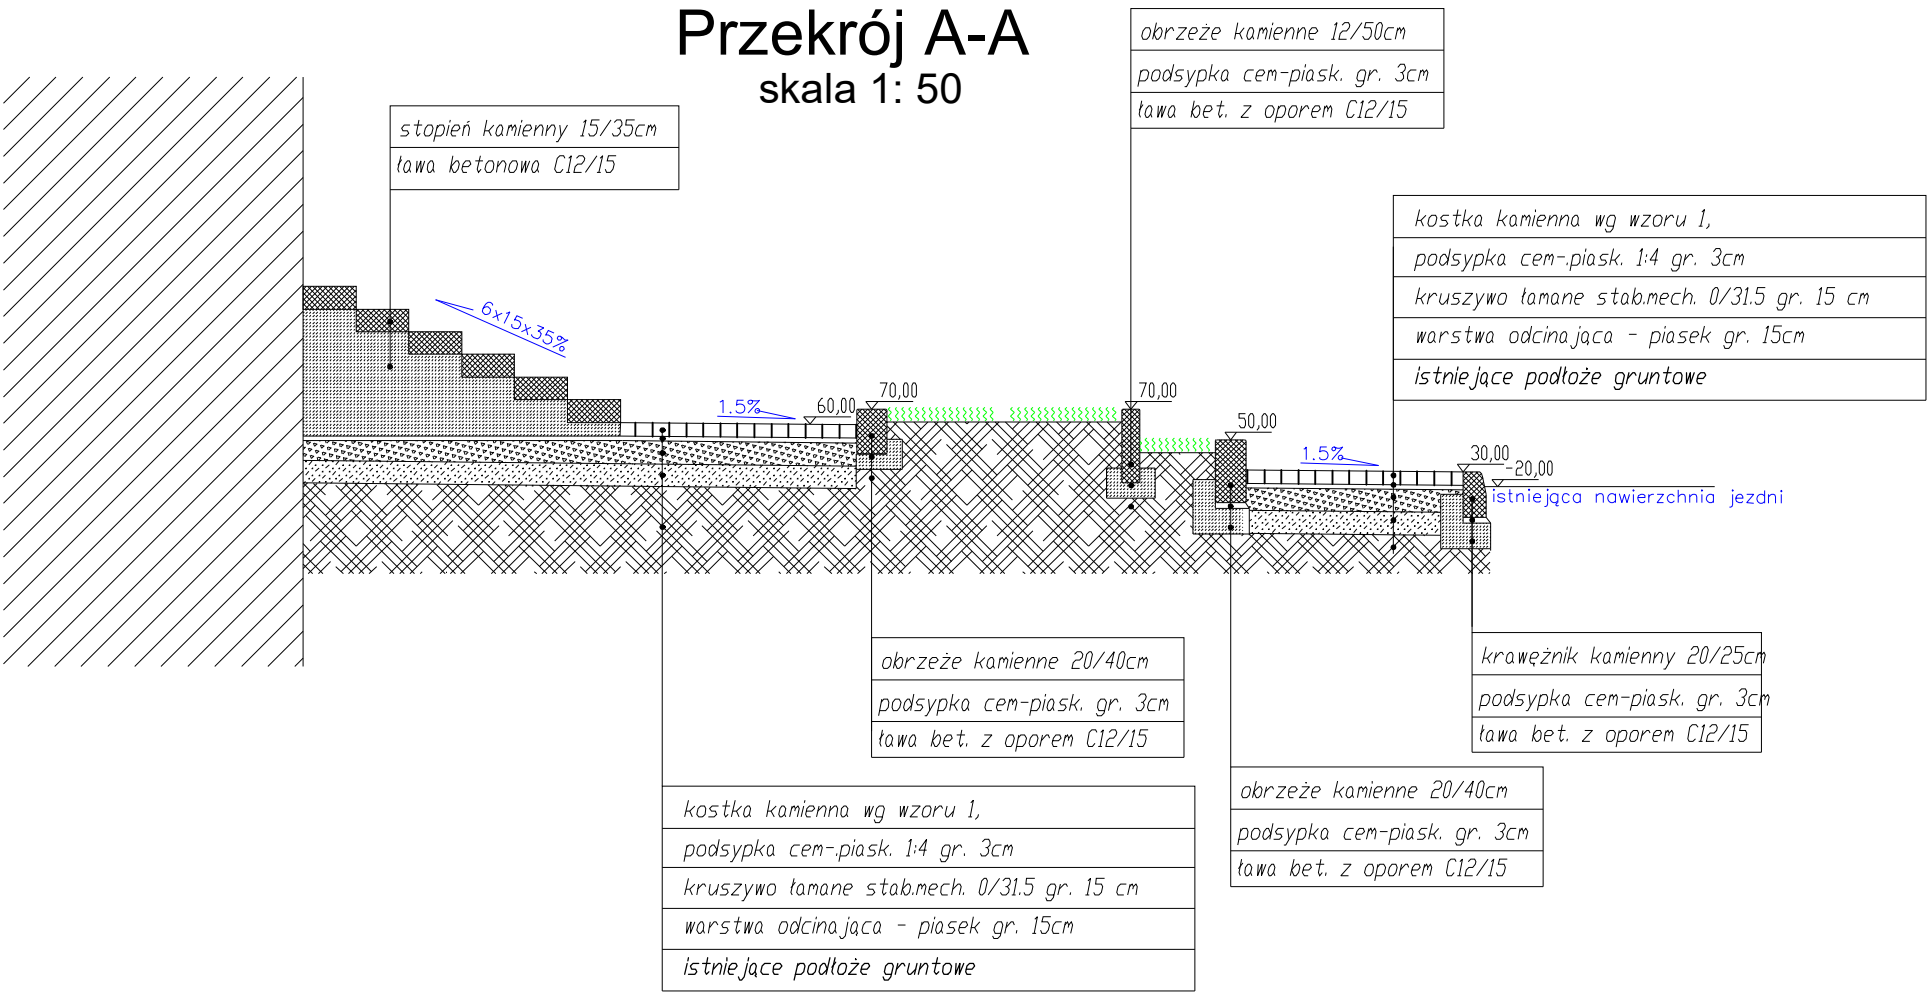 Przekrój A-A
skala 1: 50
obrzeże kamienne 12/50cm
podsypka cem-piask. gr. 3cm
ława bet. z oporem C12/15
stopień kamienny 15/35cm
ława betonowa C12/15
kostka kamienna wg wzoru 1,
podsypka cem-.piask. 1:4 gr. 3cm
kruszywo łamane stab.mech. 0/31.5 gr. 15 cm
warstwa odcinająca - piasek gr. 15cm
istniejące podłoże gruntowe
6x15x35%
1.5%
60,00
70,00
70,00
50,00
1.5%
30,00
-20,00
istniejąca nawierzchnia jezdni
obrzeże kamienne 20/40cm
podsypka cem-piask. gr. 3cm
ława bet. z oporem C12/15
krawężnik kamienny 20/25cm
podsypka cem-piask. gr. 3cm
ława bet. z oporem C12/15
kostka kamienna wg wzoru 1,
podsypka cem-.piask. 1:4 gr. 3cm
kruszywo łamane stab.mech. 0/31.5 gr. 15 cm
warstwa odcinająca - piasek gr. 15cm
istniejące podłoże gruntowe
obrzeże kamienne 20/40cm
podsypka cem-piask. gr. 3cm
ława bet. z oporem C12/15